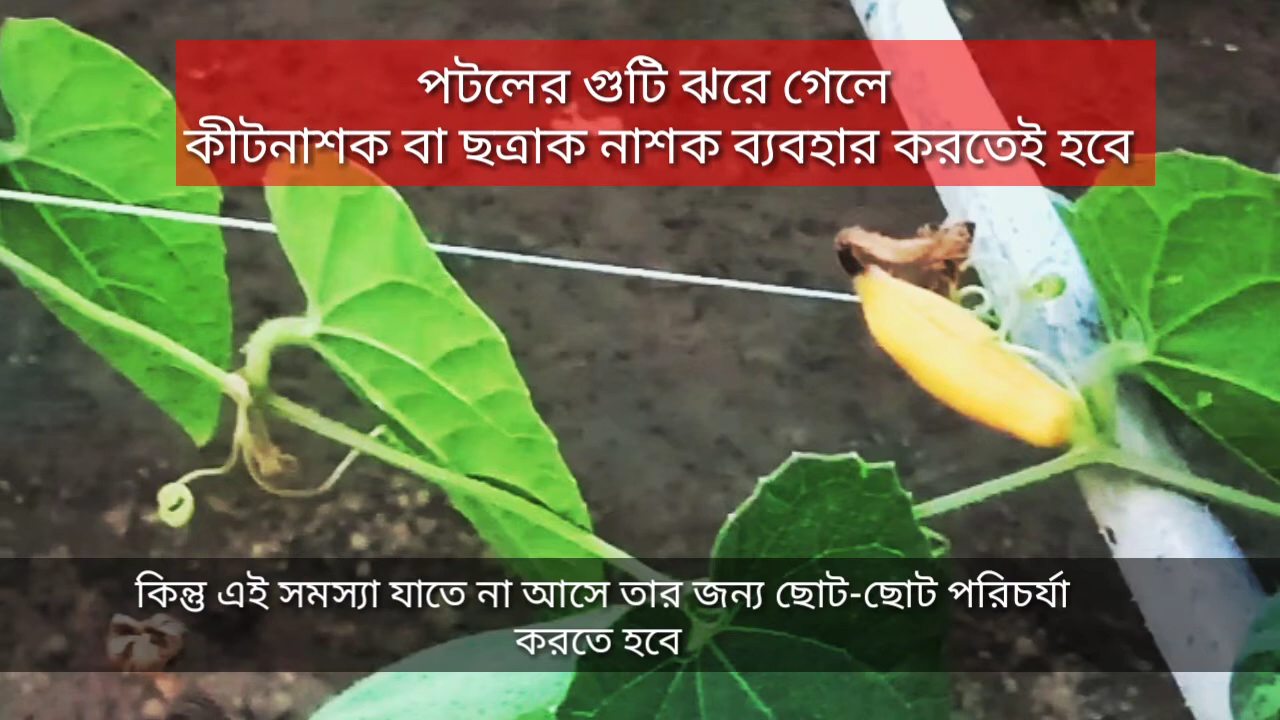 পটলের গুটি ঝরে গেলে
কীটনাশক বা ছত্রাক নাশক ব্যবহার করতেই হবে
কিন্তু এই সমস্যা যাতে না আসে তার জন্য ছোট-ছোট পরিচর্যা
করতে হবে